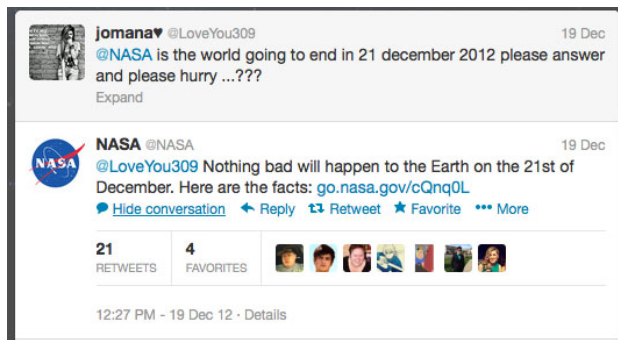 jomana♥ @LoveYou309 19 Dec
@NASA is the world going to end in 21 december 2012 please answer
and please hurry ...???
Expand
NASA
NASA @NASA 19 Dec
@LoveYou309 Nothing bad will happen to the Earth on the 21st of
December. Here are the facts: go.nasa.gov/cQnq0L
Hide conversation Reply Retweet Favorite ••• More
21 4
RETWEETS FAVORITES
12:27 PM - 19 Dec 12 · Details